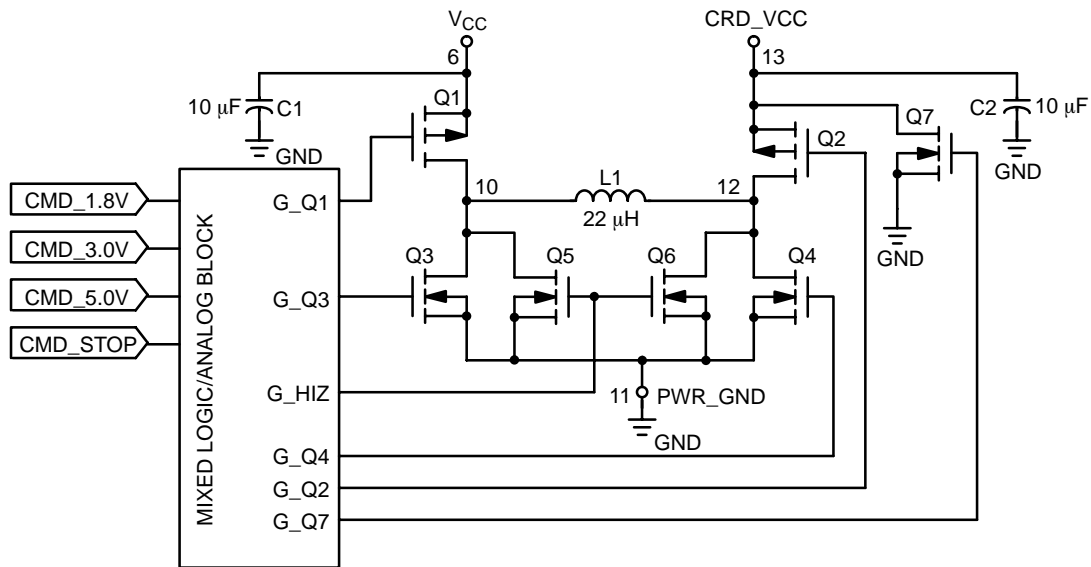 V_CC
CRD_VCC
6
13
Q1
10 µF
C1
GND
Q2
Q7
C2
10 µF
GND
GND
CMD_1.8V
CMD_3.0V
CMD_5.0V
CMD_STOP
MIXED LOGIC/ANALOG BLOCK
G_Q1
10
L1
22 µH
12
Q3
Q5
Q6
Q4
G_Q3
G_HIZ
11
PWR_GND
GND
G_Q4
G_Q2
G_Q7